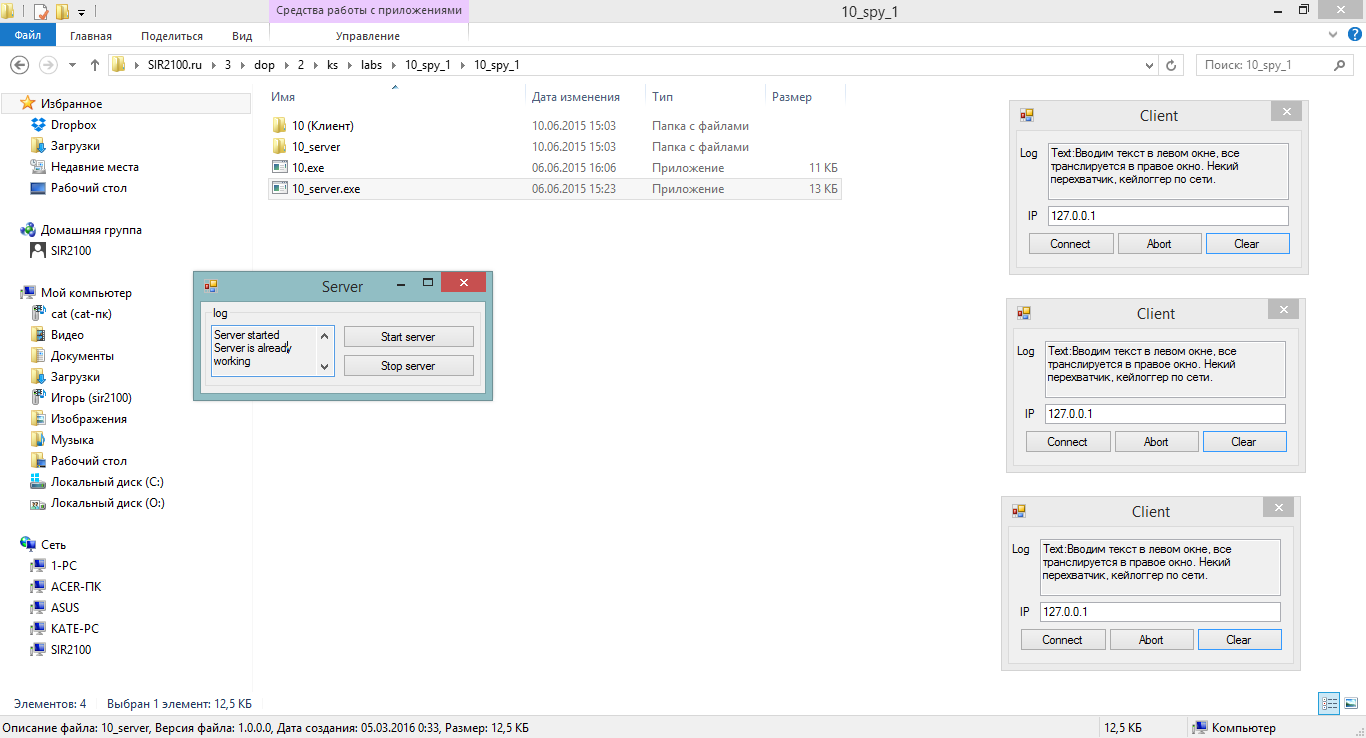 Средства работы с приложениями
10_spy_1
Файл
Главная
Поделиться
Вид
Управление
SIR2100.ru
3
dop
2
ks
labs
10_spy_1
10_spy_1
Поиск: 10_spy_1
Избранное
Dropbox
Загрузки
Недавние места
Рабочий стол
Домашняя группа
SIR2100
Мой компьютер
cat (cat-пк)
Видео
Документы
Загрузки
Игорь (sir2100)
Изображения
Музыка
Рабочий стол
Локальный диск (C:)
Локальный диск (O:)
Сеть
1-PC
ACER-ПК
ASUS
KATE-PC
SIR2100
Имя
Дата изменения
Тип
Размер
10 (Клиент)
10.06.2015 15:03
Папка с файлами
10_server
10.06.2015 15:03
Папка с файлами
10.exe
06.06.2015 16:06
Приложение
11 КБ
10_server.exe
06.06.2015 15:23
Приложение
13 КБ
Server
log
Server started
Server is already
working
Start server
Stop server
Client
Log
Text:Вводим текст в левом окне, все
транслируется в правое окно. Некий
перехватчик, кейлоггер по сети.
IP
127.0.0.1
Connect
Abort
Clear
Client
Log
Text:Вводим текст в левом окне, все
транслируется в правое окно. Некий
перехватчик, кейлоггер по сети.
IP
127.0.0.1
Connect
Abort
Clear
Client
Log
Text:Вводим текст в левом окне, все
транслируется в правое окно. Некий
перехватчик, кейлоггер по сети.
IP
127.0.0.1
Connect
Abort
Clear
Элементов: 4
Выбран 1 элемент: 12,5 КБ
Описание файла: 10_server, Версия файла: 1.0.0.0, Дата создания: 05.03.2016 0:33, Размер: 12,5 КБ
12,5 КБ
Компьютер